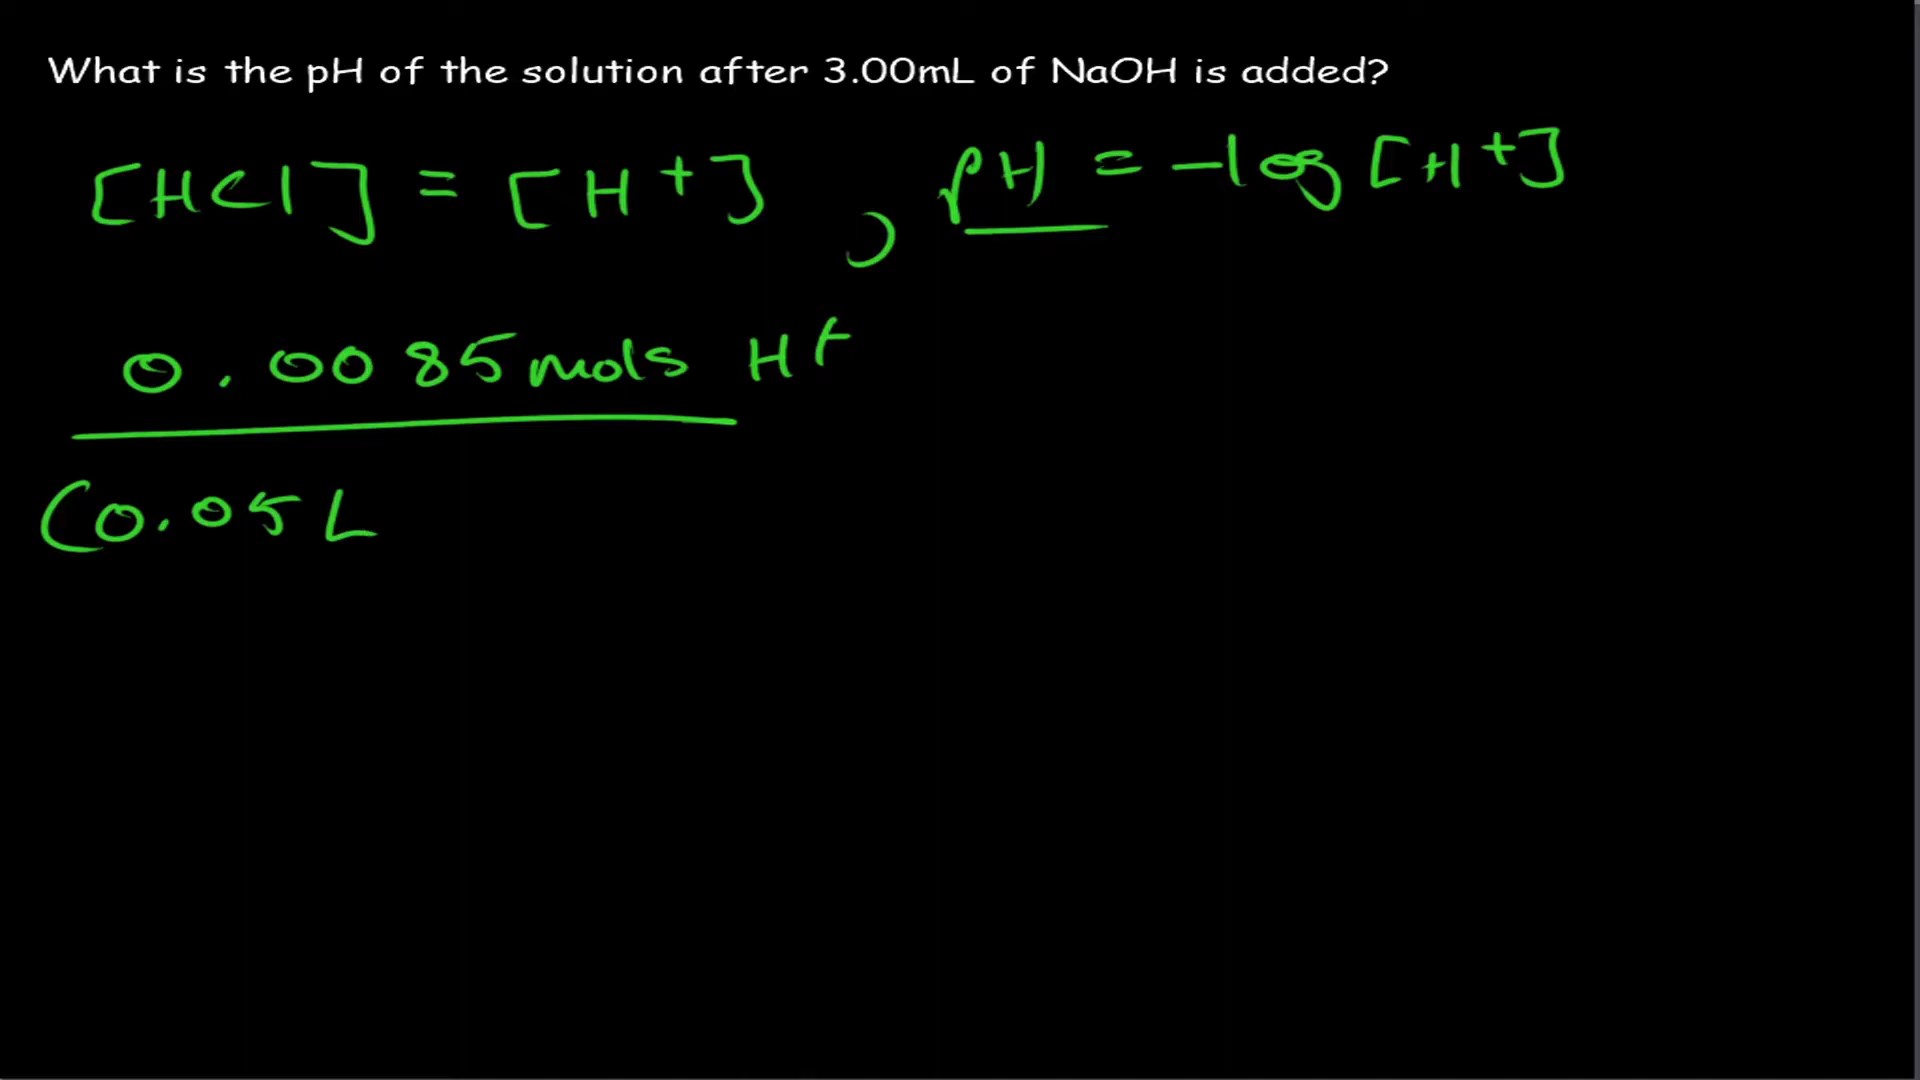 What is the pH of the solution after 3.00mL of NaOH is added?
[HCl] = [H+] , pH = -log [H+]
0.0085 mols H+
(0.05 L